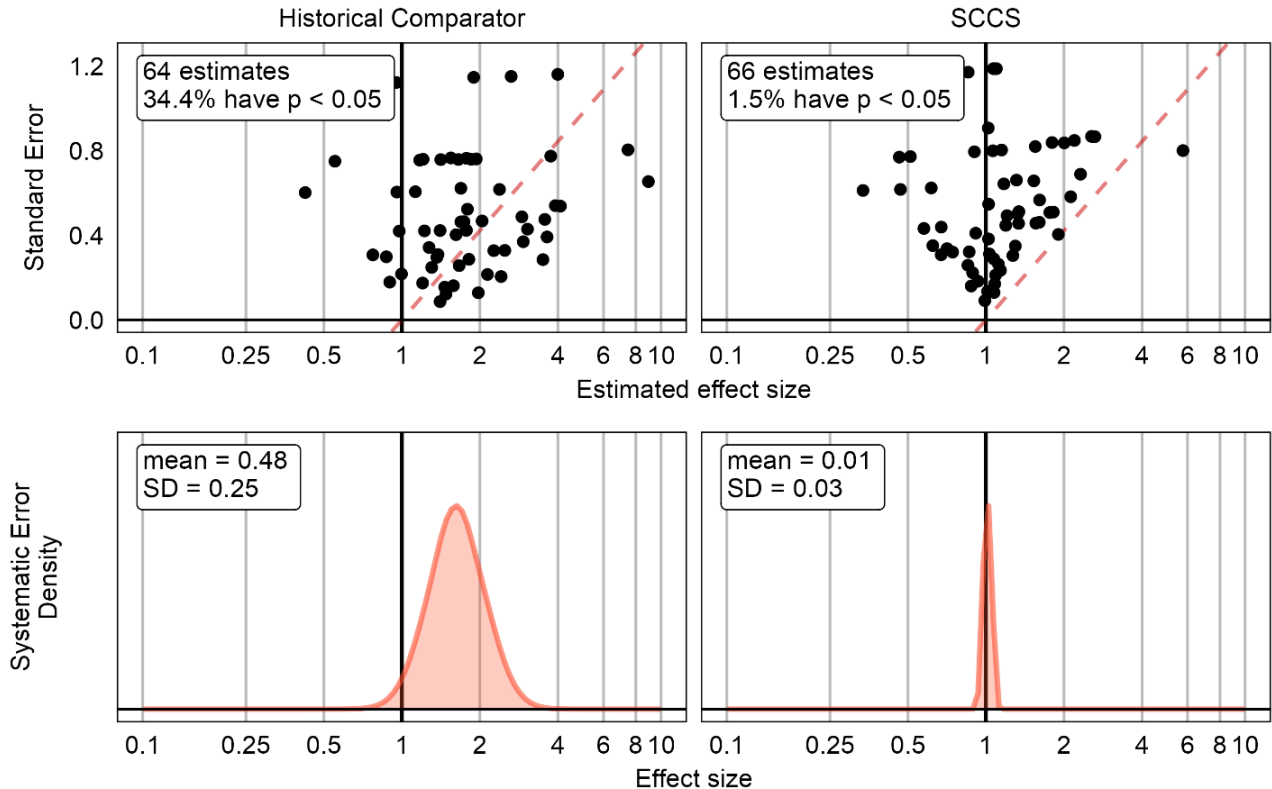 Historical Comparator
SCCS
64 estimates
34.4% have p < 0.05
66 estimates
1.5% have p < 0.05
Standard Error
1.2
0.8
0.4
0.0
0.1 0.25 0.5 1 2 4 6 8 10
0.1 0.25 0.5 1 2 4 6 8 10
Estimated effect size
mean = 0.48
SD = 0.25
mean = 0.01
SD = 0.03
Systematic Error
Density
0.1 0.25 0.5 1 2 4 6 8 10
0.1 0.25 0.5 1 2 4 6 8 10
Effect size